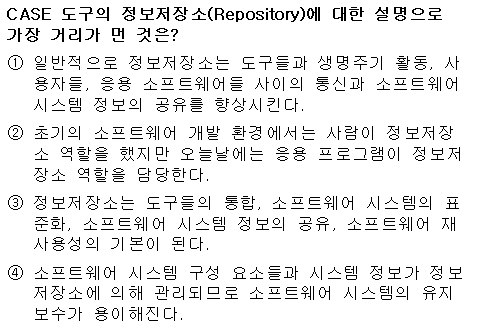 CASE 도구의 정보저장소(Repository)에 대한 설명으로
가장 거리가 먼 것은?
① 일반적으로 정보저장소는 도구들과 생명주기 활동, 사
용자들, 응용 소프트웨어들 사이의 통신과 소프트웨어
시스템 정보의 공유를 향상시킨다.
② 초기의 소프트웨어 개발 환경에서는 사람이 정보저장
소 역할을 했지만 오늘날에는 응용 프로그램이 정보저
장소 역할을 담당한다.
③ 정보저장소는 도구들의 통합, 소프트웨어 시스템의 표
준화, 소프트웨어 시스템 정보의 공유, 소프트웨어 재
사용성의 기본이 된다.
④ 소프트웨어 시스템 구성 요소들과 시스템 정보가 정보
저장소에 의해 관리되므로 소프트웨어 시스템의 유지
보수가 용이해진다.